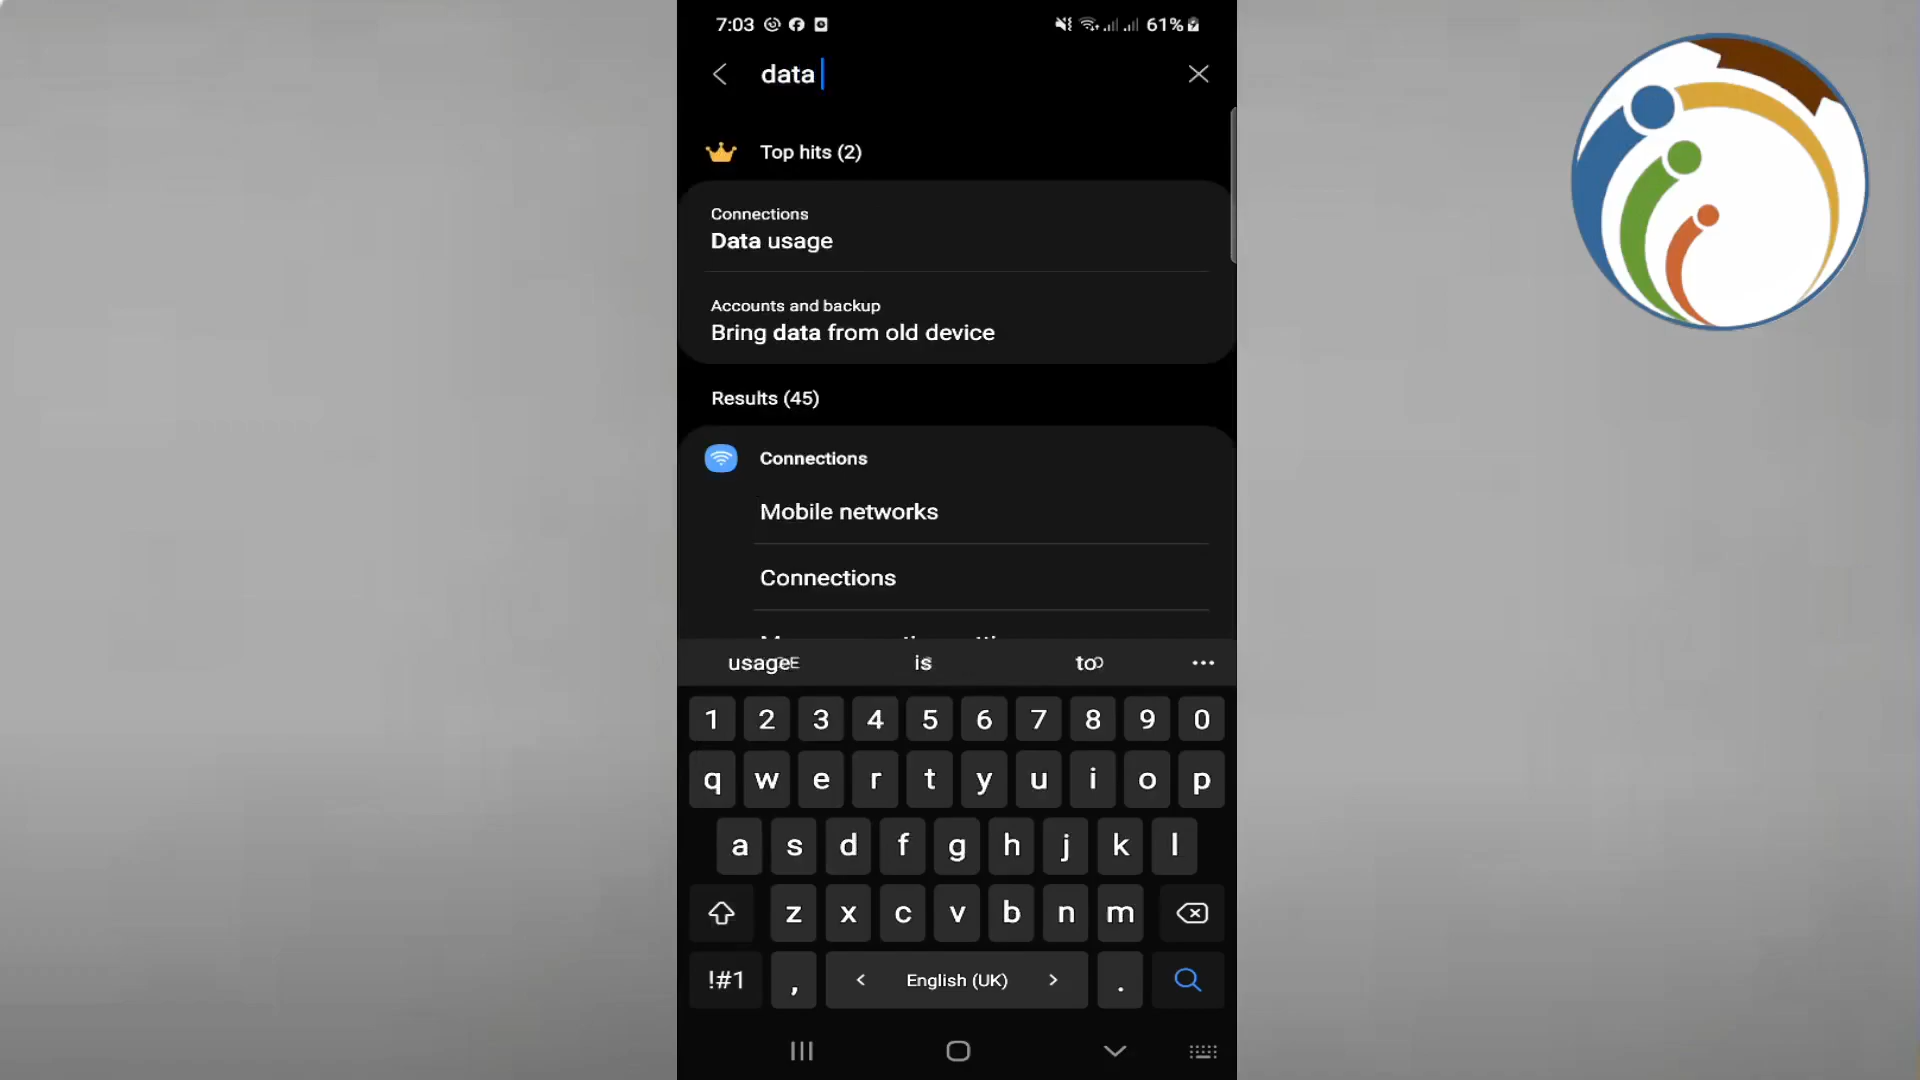 7:03 61%
data
Top hits (2)
Connections
Data usage
Accounts and backup
Bring data from old device
Results (45)
Connections
Mobile networks
Connections
usage is to
1 2 3 4 5 6 7 8 9 0
q w e r t y u i o p
a s d f g h j k l
z x c v b n m
!#1 , < English (UK) > .